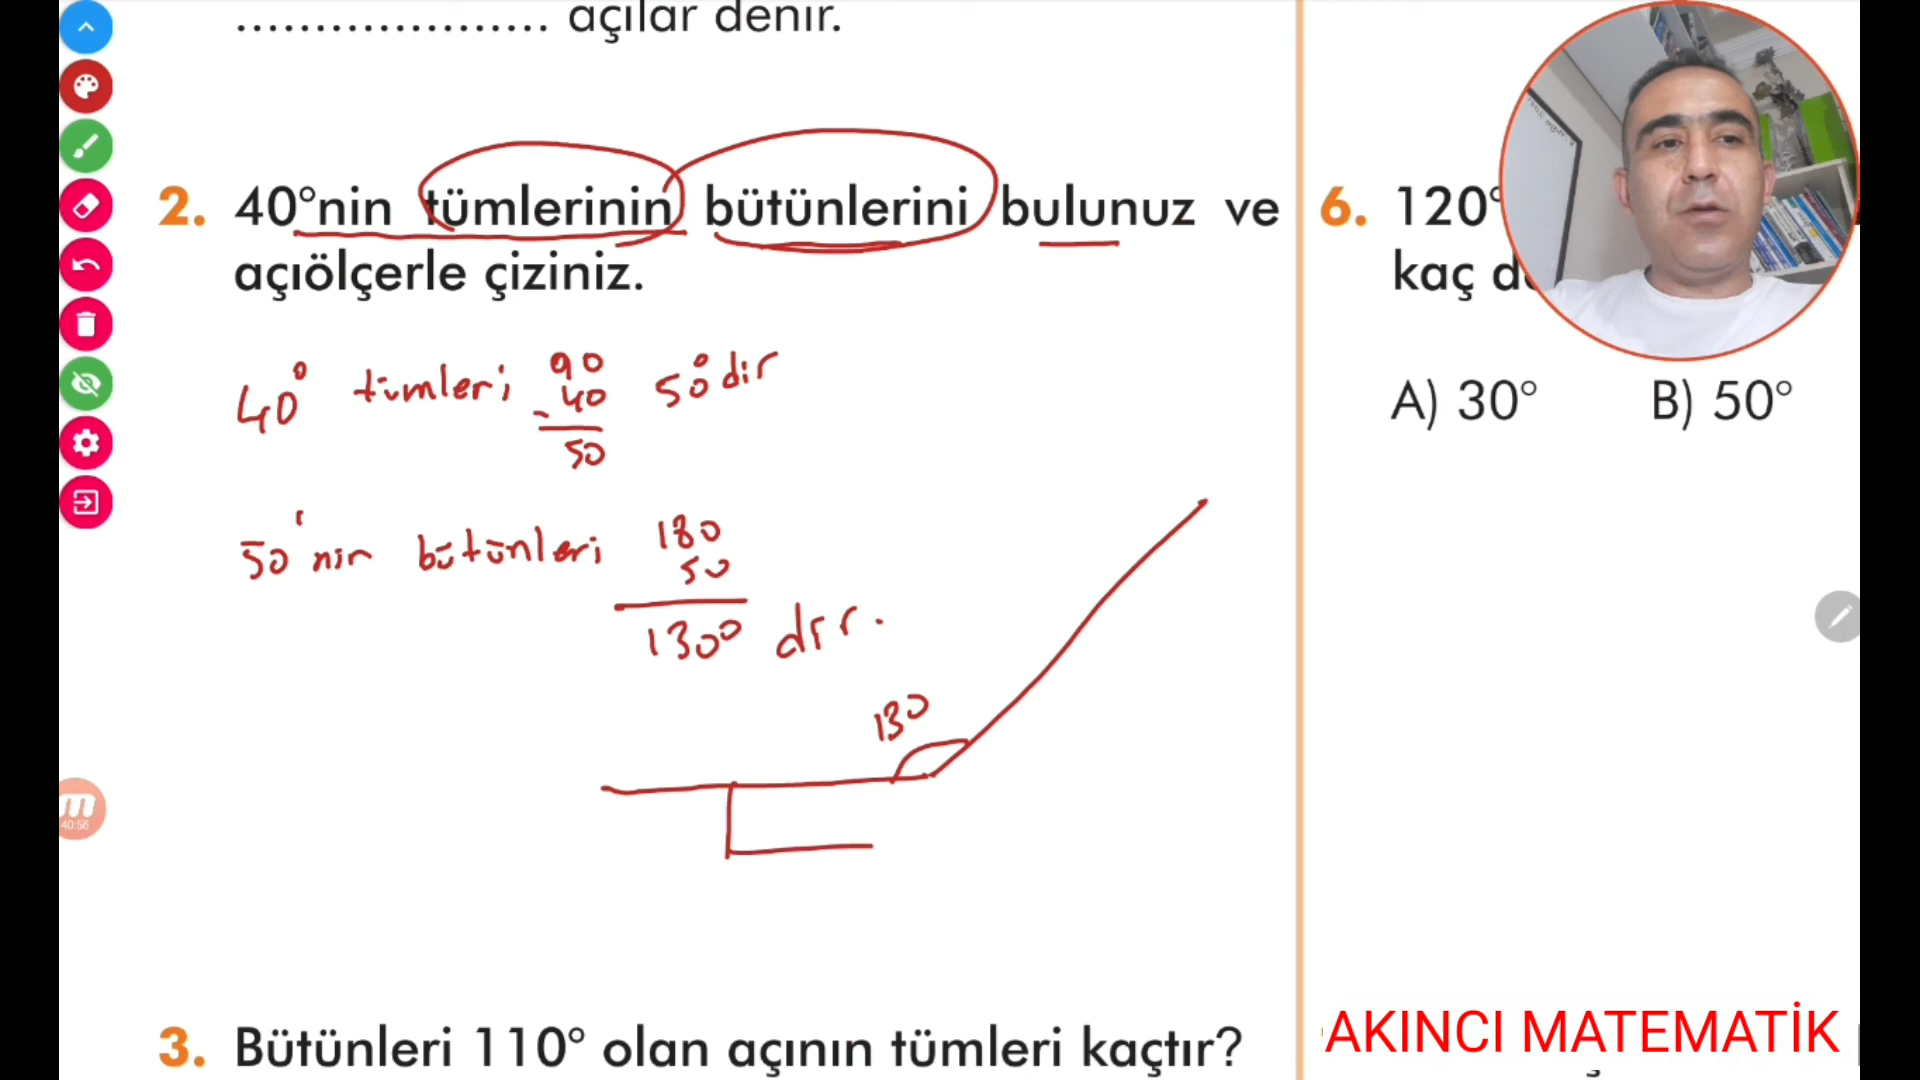 .................... açılar denir.
2. 40°nin tümlerinin bütünlerini bulunuz ve
açıölçerle çiziniz.
40° tümleri 90
- 40
50
50° dir
50'nin bütünleri 180
50
130° dır.
130
3. Bütünleri 110° olan açının tümleri kaçtır?
6. 120°
kaç d
A) 30° B) 50°
AKINCI MATEMATİK
40:56